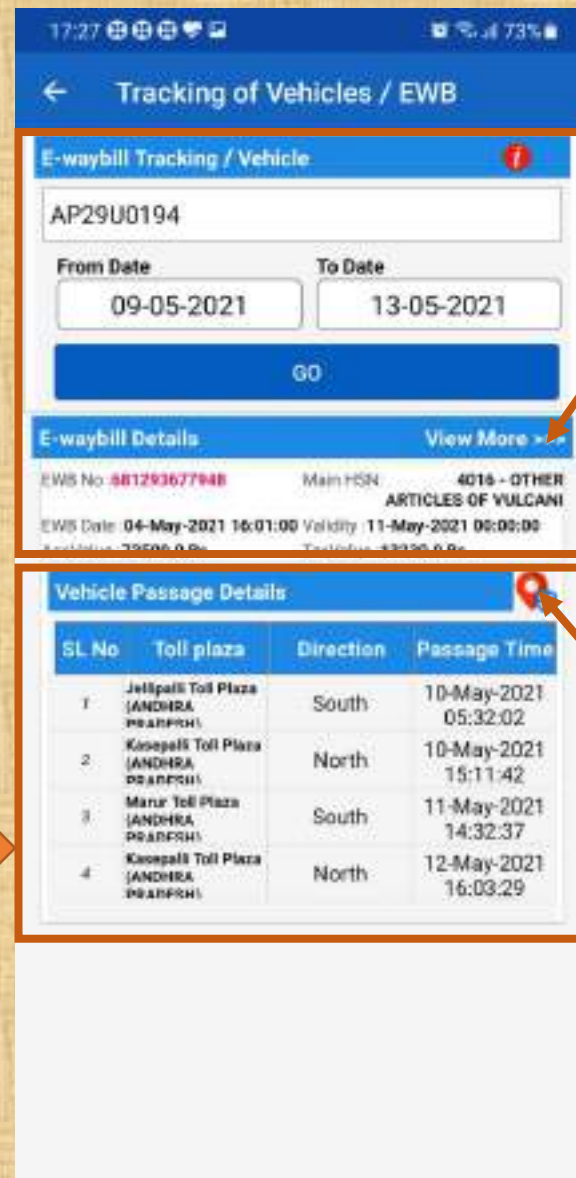 17:27 73%
Tracking of Vehicles / EWB
E-waybill Tracking / Vehicle
AP29U0194
From Date To Date
09-05-2021 13-05-2021
GO
E-waybill Details View More >>>
EWB No :681293677948 Main HSN 4016 - OTHER
ARTICLES OF VULCANI
EWB Date :04-May-2021 16:01:00 Validity :11-May-2021 00:00:00
Vehicle Passage Details
SL No Toll plaza Direction Passage Time
1 Jellipalli Toll Plaza (ANDHRA PRADESH) South 10-May-2021 05:32:02
2 Kasepalli Toll Plaza (ANDHRA PRADESH) North 10-May-2021 15:11:42
3 Marur Toll Plaza (ANDHRA PRADESH) South 11-May-2021 14:32:37
4 Kasepalli Toll Plaza (ANDHRA PRADESH) North 12-May-2021 16:03:29